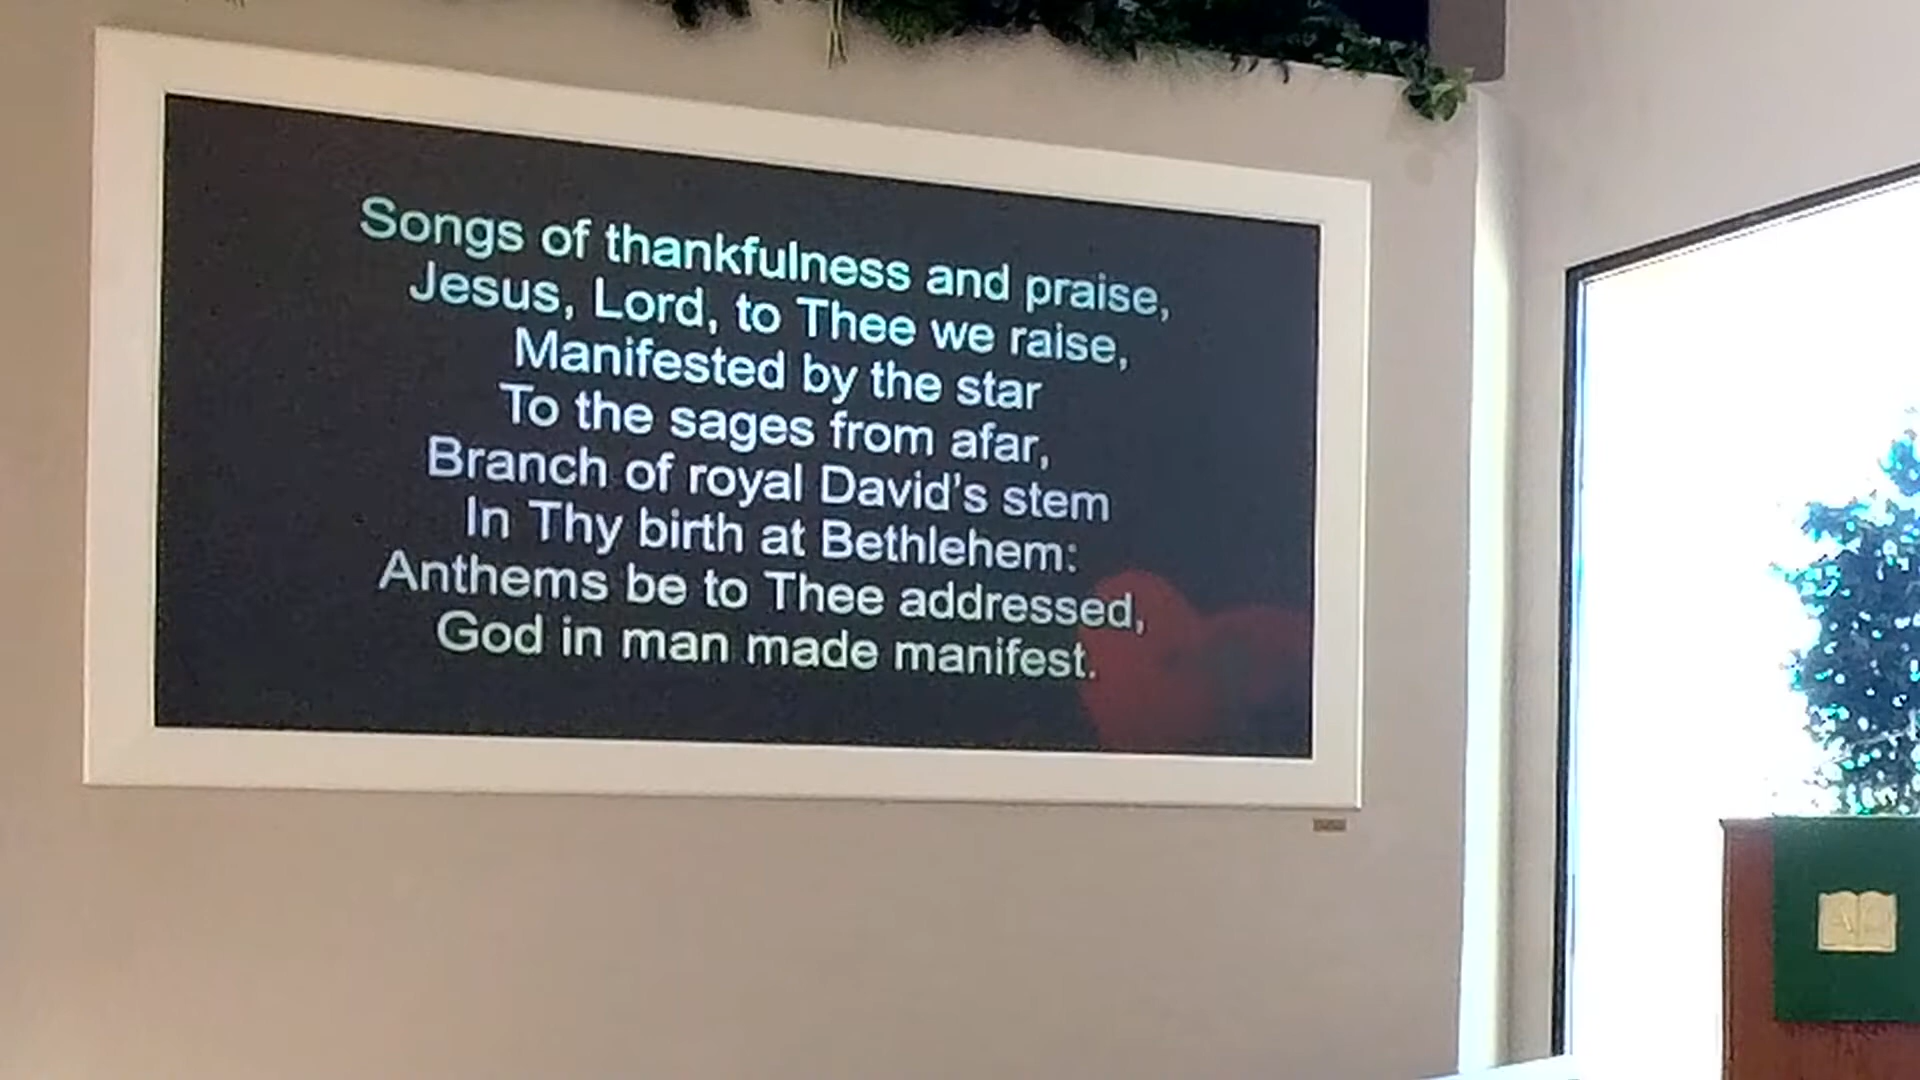 Songs of thankfulness and praise,
Jesus, Lord, to Thee we raise,
Manifested by the star
To the sages from afar,
Branch of royal David's stem
In Thy birth at Bethlehem:
Anthems be to Thee addressed,
God in man made manifest.